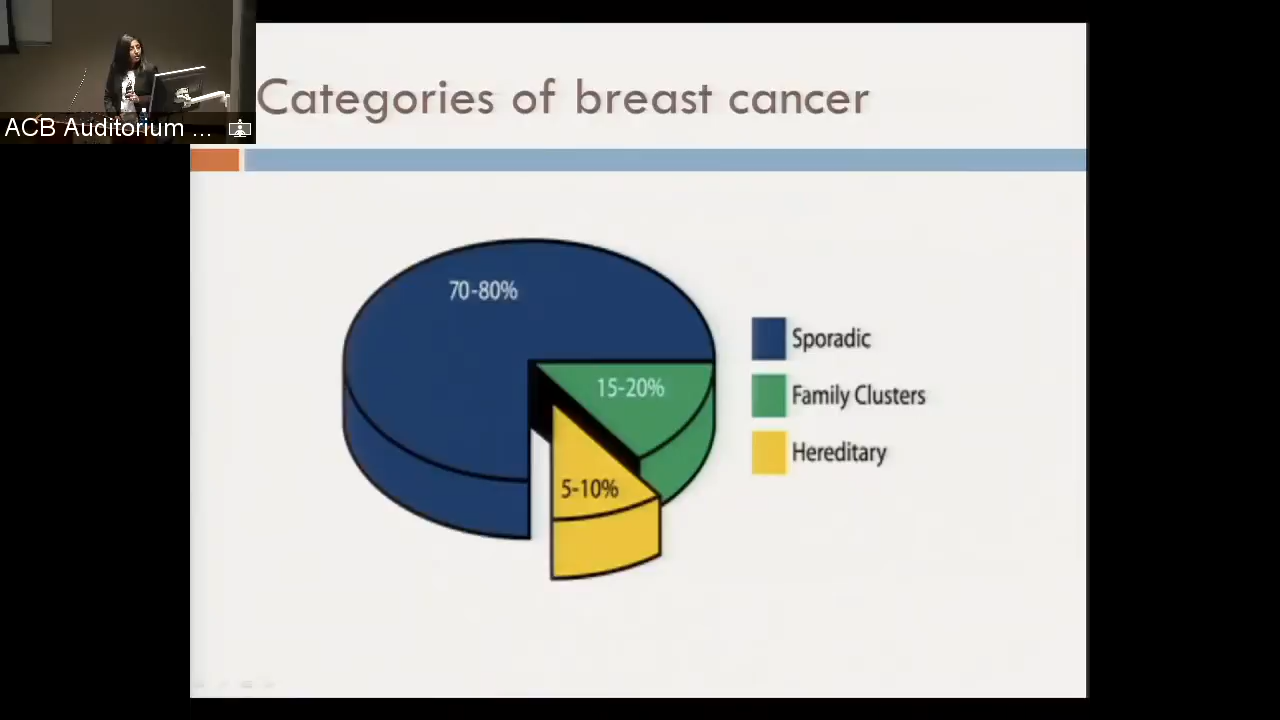 ACB Auditorium ...
Categories of breast cancer
70-80%
15-20%
5-10%
Sporadic
Family Clusters
Hereditary